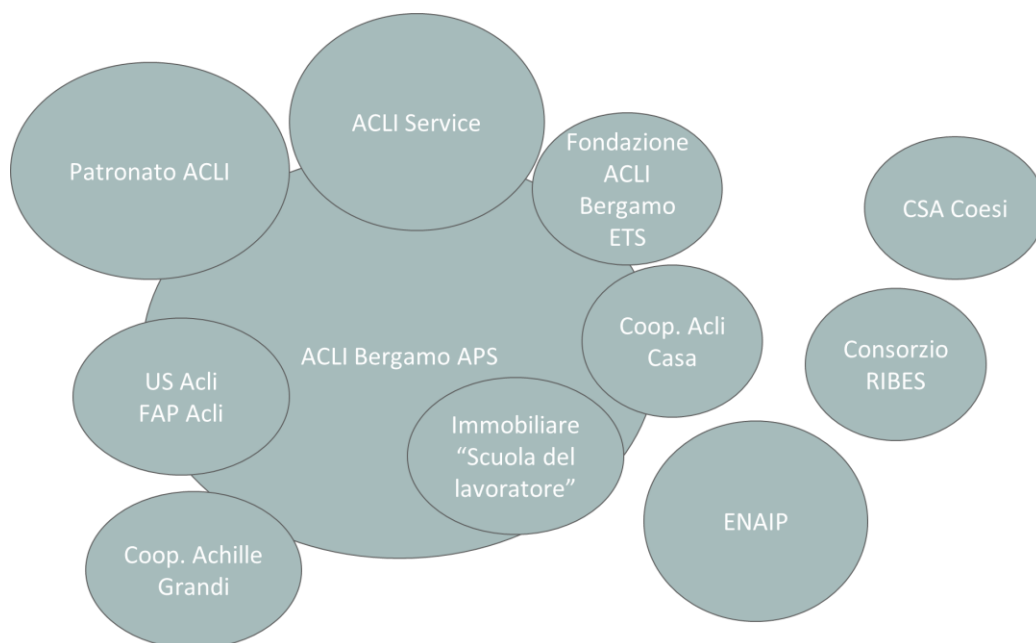 ACLI Service
Patronato ACLI
Fondazione
ACLI
Bergamo
ETS
CSA Coesi
Coop. Acli
Casa
ACLI Bergamo APS
Consorzio
RIBES
US Acli
FAP Acli
Immobiliare
“Scuola del
lavoratore”
ENAIP
Coop. Achille
Grandi